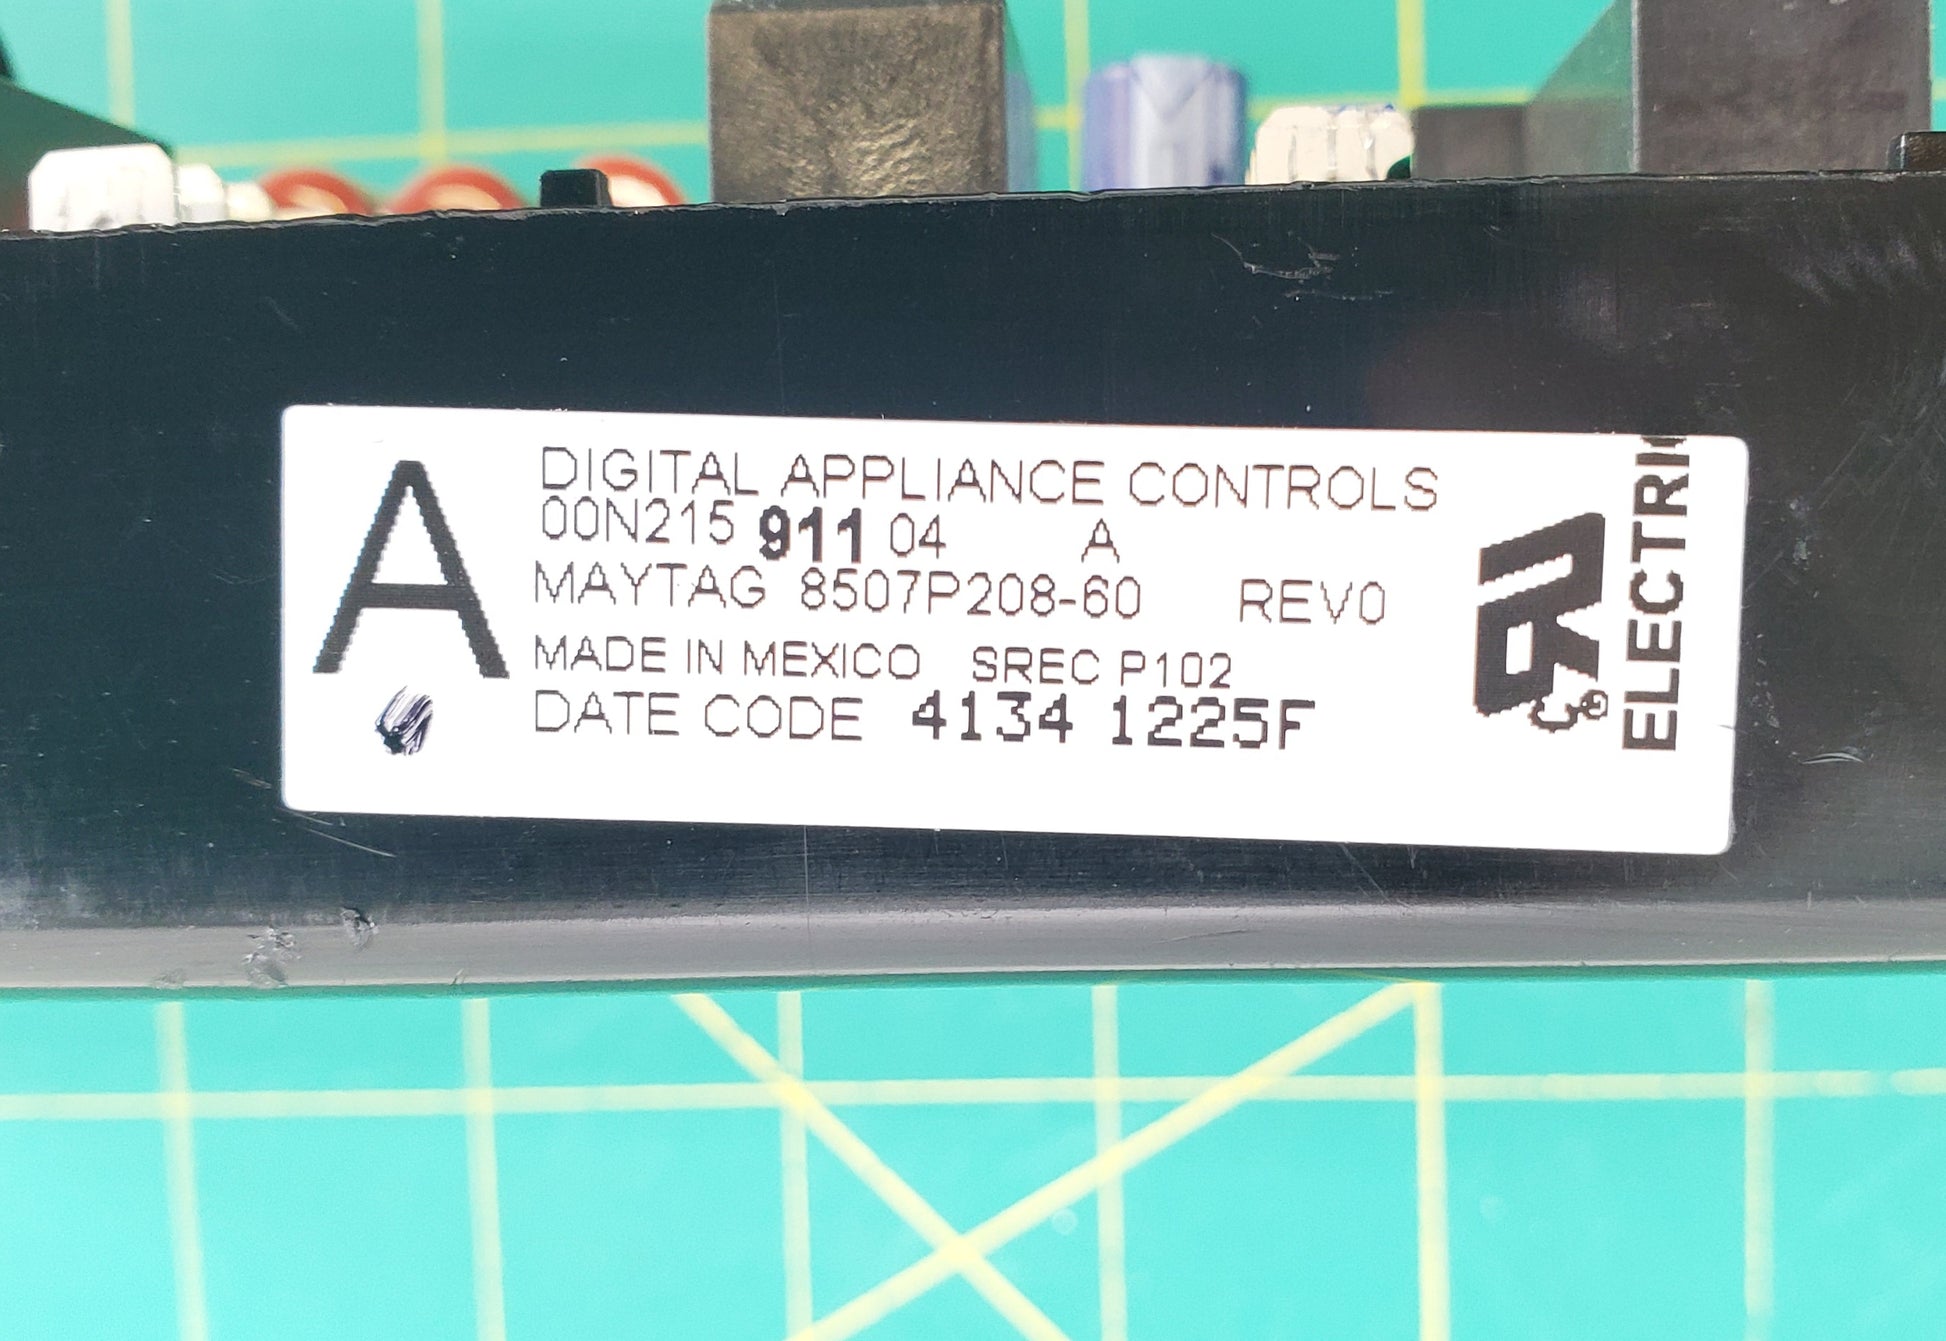 A
DIGITAL APPLIANCE CONTROLS
00N215 911 04 A
MAYTAG 8507P208-60 REV0
MADE IN MEXICO SREC P102
DATE CODE 4134 1225F